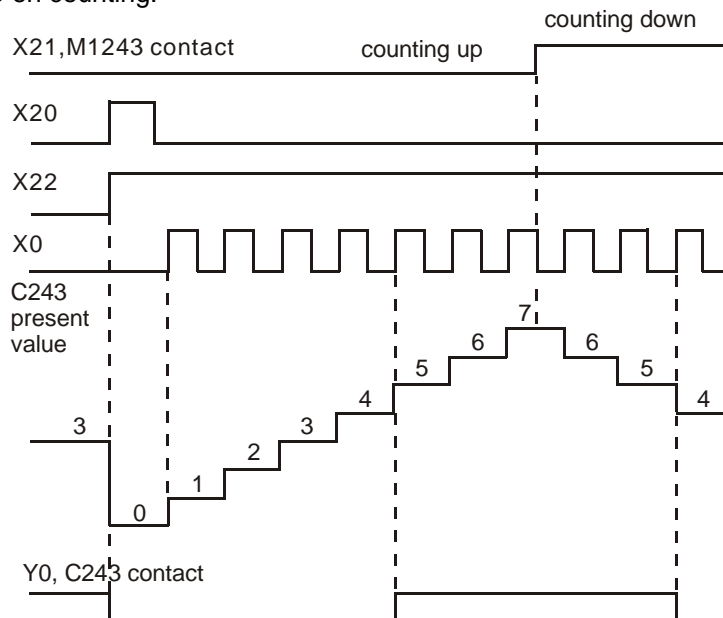 on counting.
counting down
X21,M1243 contact
counting up
X20
X22
X0
C243
present
value
7
6
6
5
5
4
4
3
3
2
1
0
Y0, C243 contact